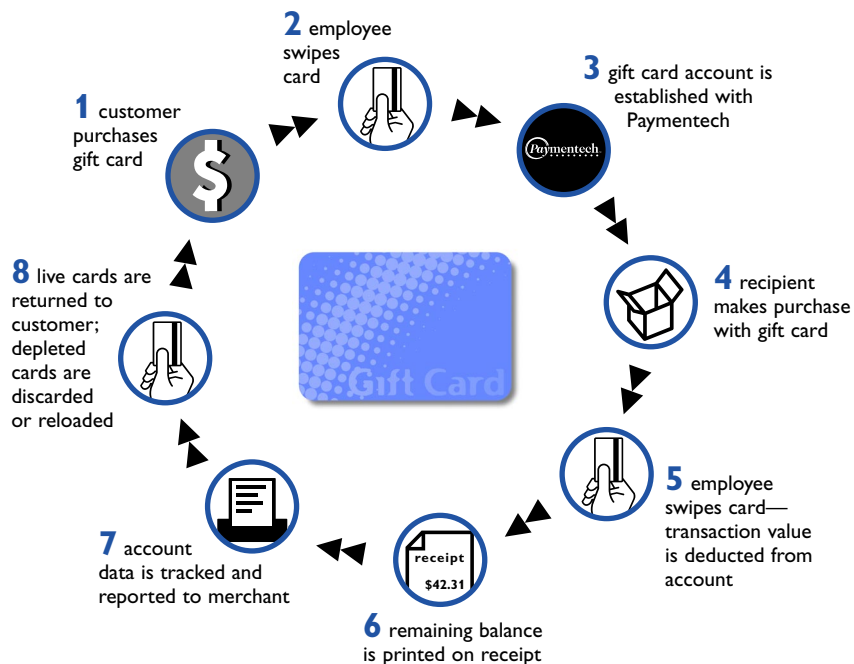 1 customer
purchases
gift card
2 employee
swipes
card
3 gift card account is
established with
Paymentech
Paymentech
4 recipient
makes purchase
with gift card
5 employee
swipes card—
transaction value
is deducted from
account
receipt
$42.31
6 remaining balance
is printed on receipt
7 account
data is tracked and
reported to merchant
8 live cards are
returned to
customer;
depleted
cards are
discarded
or reloaded
Gift Card